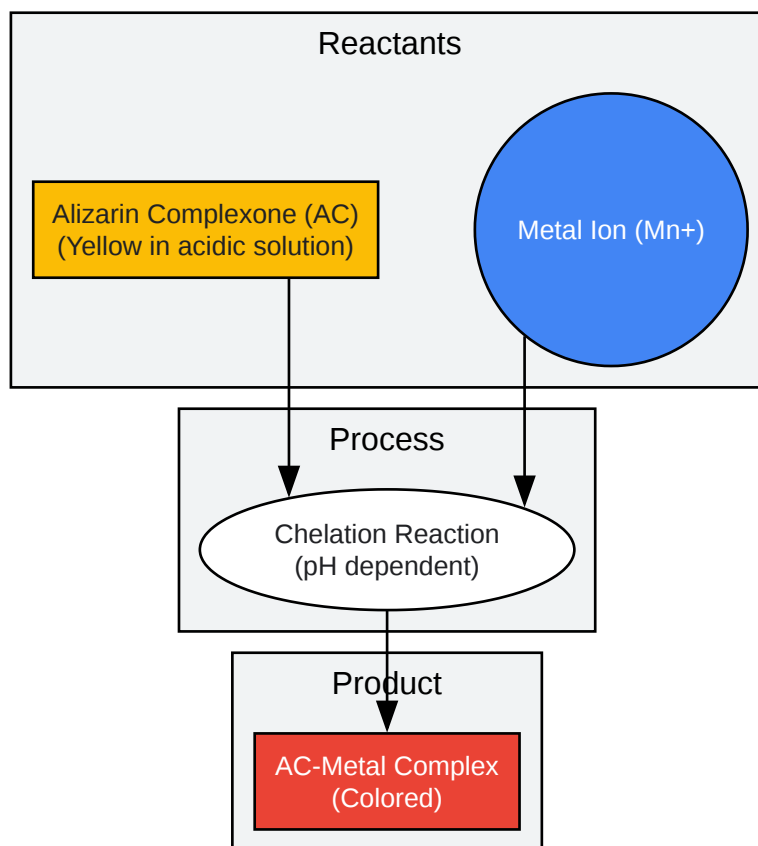 Reactants
Alizarin Complexone (AC)
(Yellow in acidic solution)
Metal Ion (Mn+)
Process
Chelation Reaction
(pH dependent)
Product
AC-Metal Complex
(Colored)